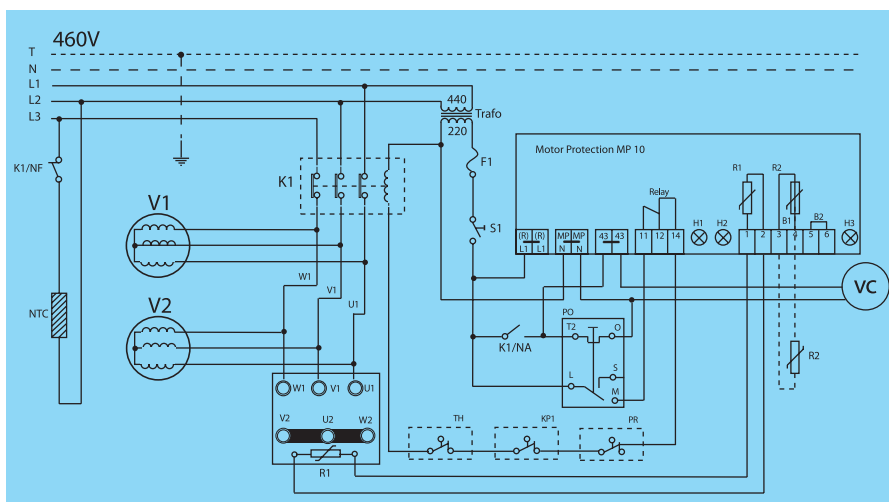 460V
T
N
L1
L2
L3
440
Trafo
220
F1
Motor Protection MP 10
R1
R2
Relay
K1/NF
K1
S1
H1
H2
B1
B2
H3
(R) (R)
L1 L1
MP MP
N N
43 43
11 12 14
1 2 3 4 5 6
V1
W1
V1
U1
VC
NTC
V2
K1/NA
PO
T2
O
L
S
M
R2
W1 V1 U1
V2 U2 W2
R1
TH
KP1
PR